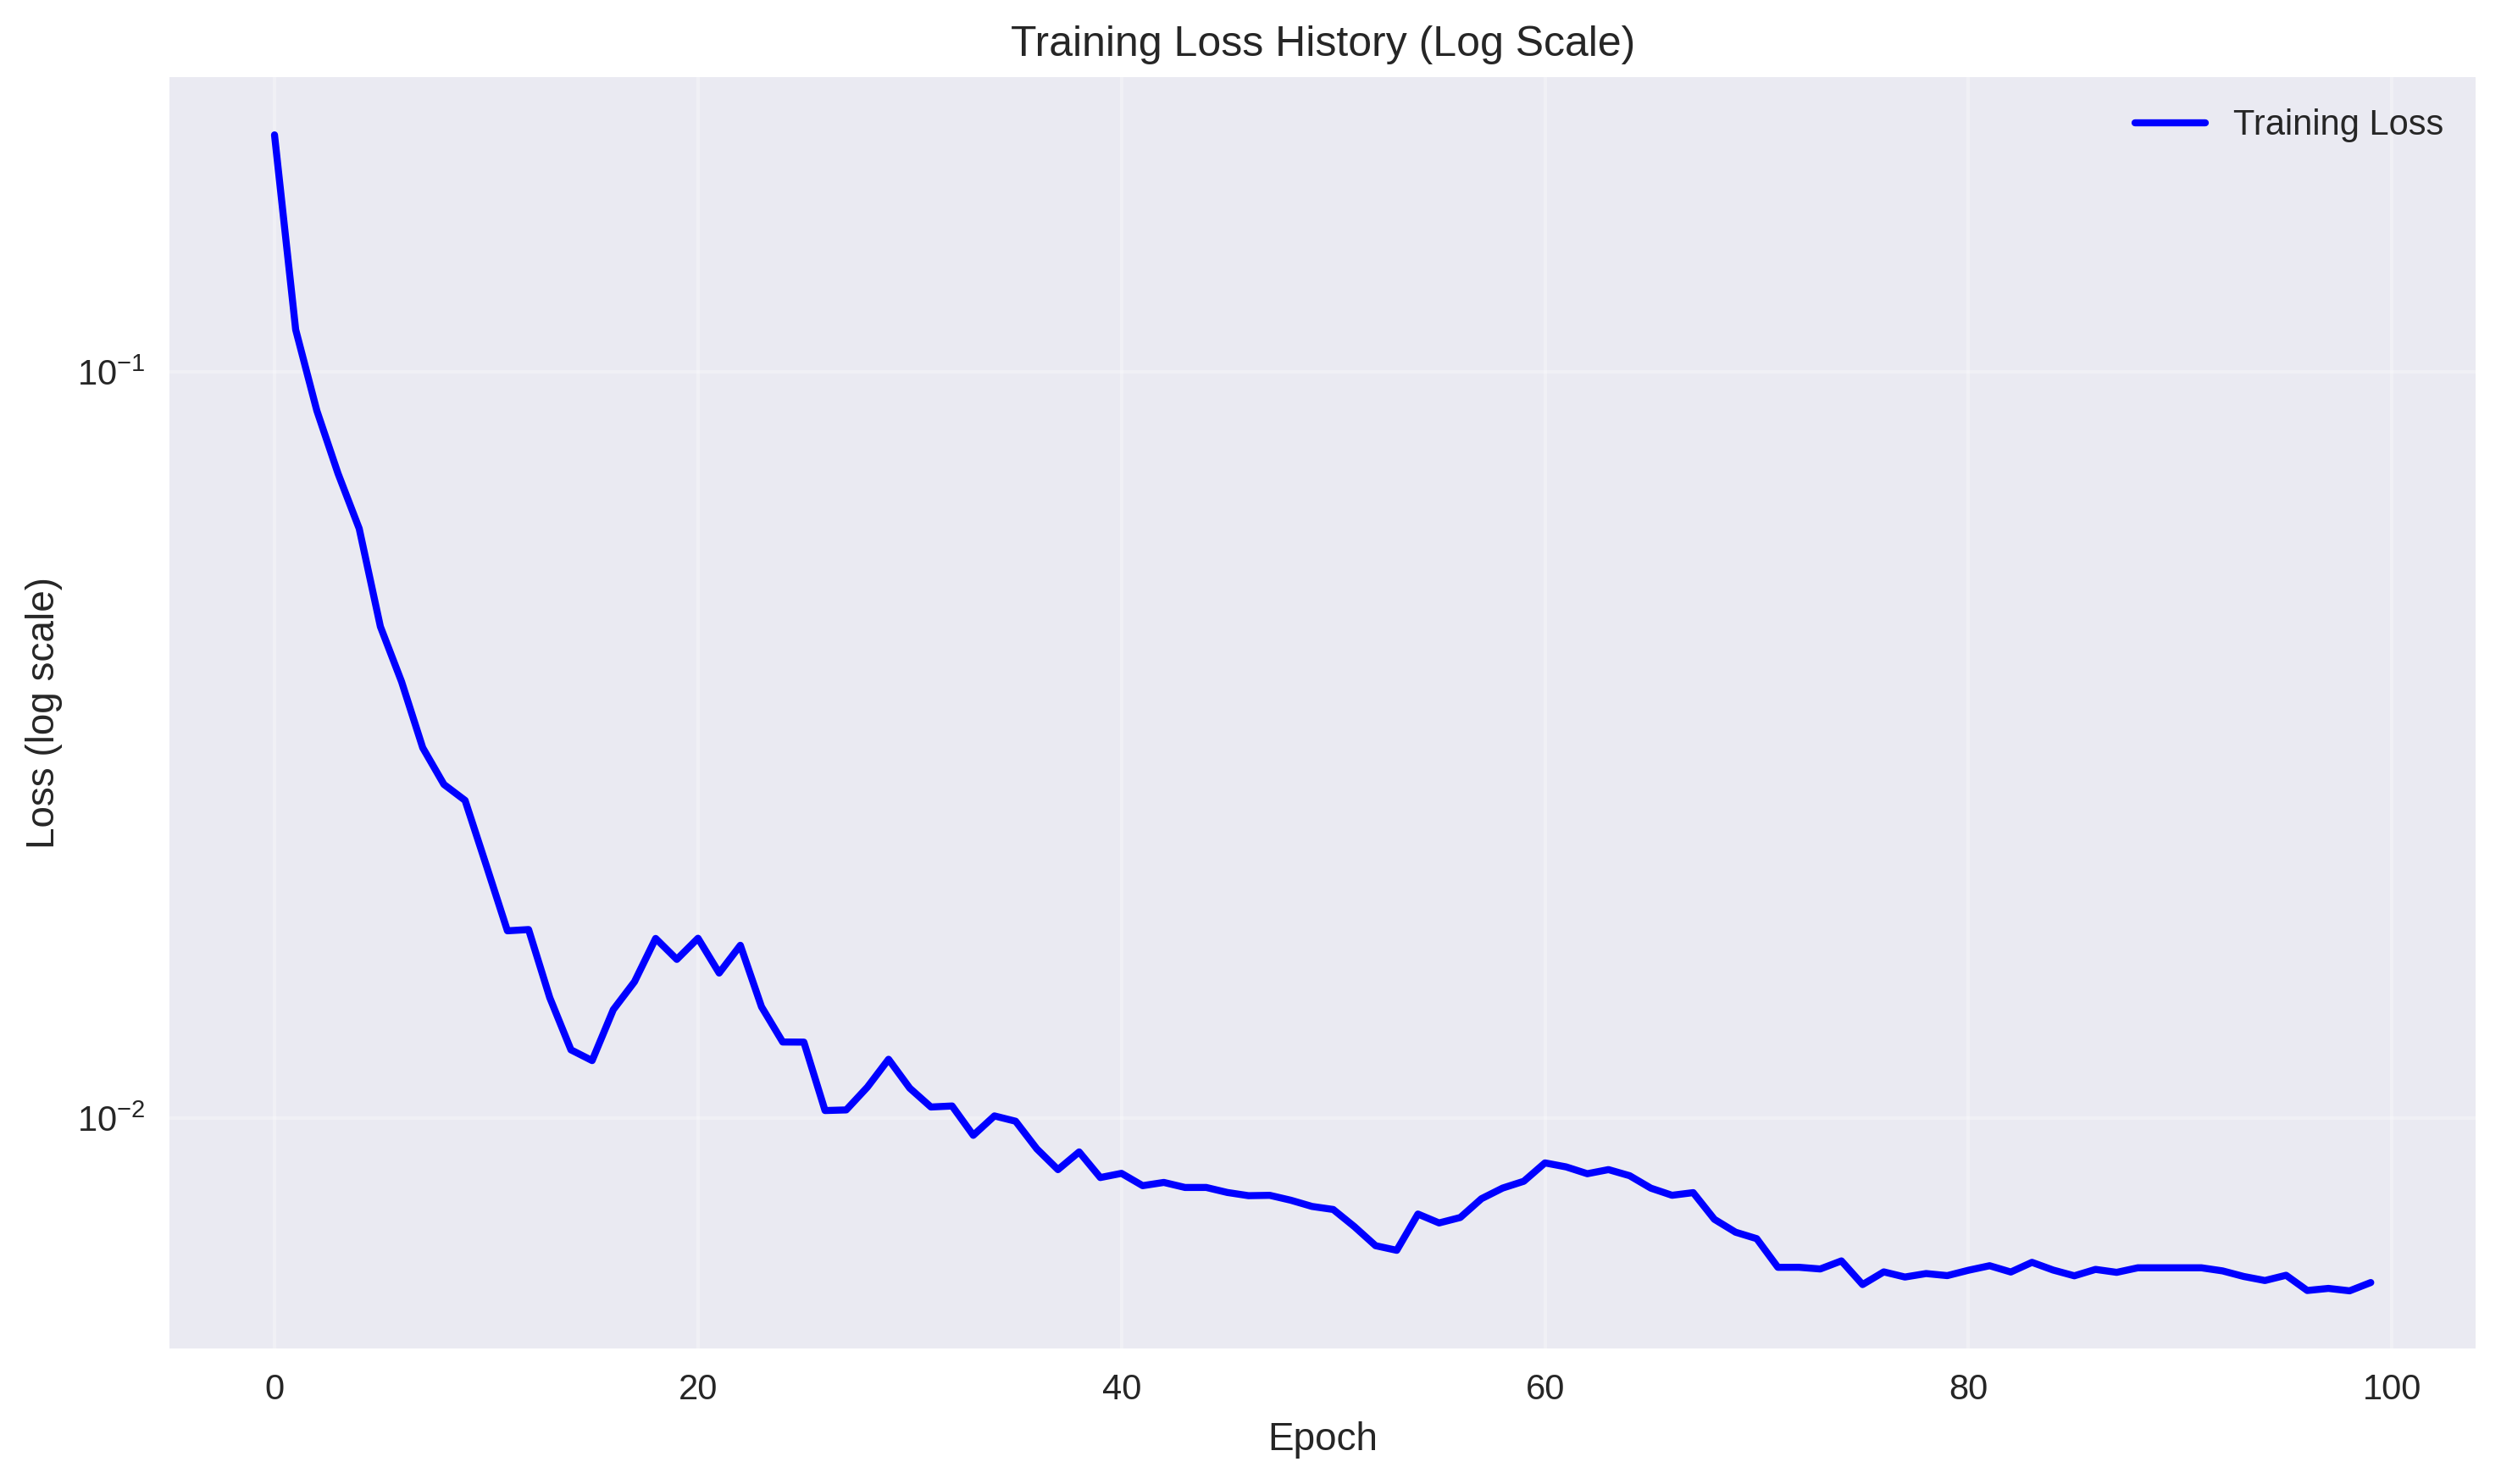 Training Loss History (Log Scale)
Training Loss
10⁻¹
10⁻²
Loss (log scale)
0 20 40 60 80 100
Epoch